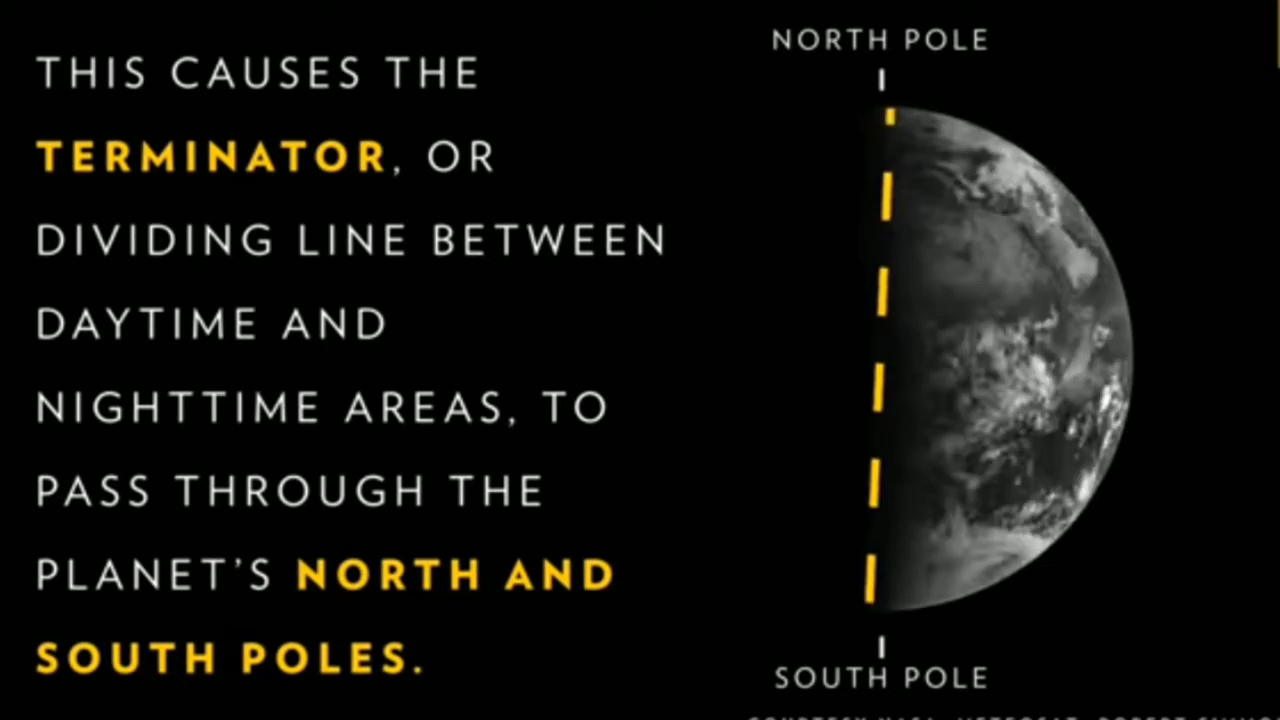 THIS CAUSES THE
TERMINATOR, OR
DIVIDING LINE BETWEEN
DAYTIME AND
NIGHTTIME AREAS, TO
PASS THROUGH THE
PLANET’S NORTH AND
SOUTH POLES.
NORTH POLE
SOUTH POLE